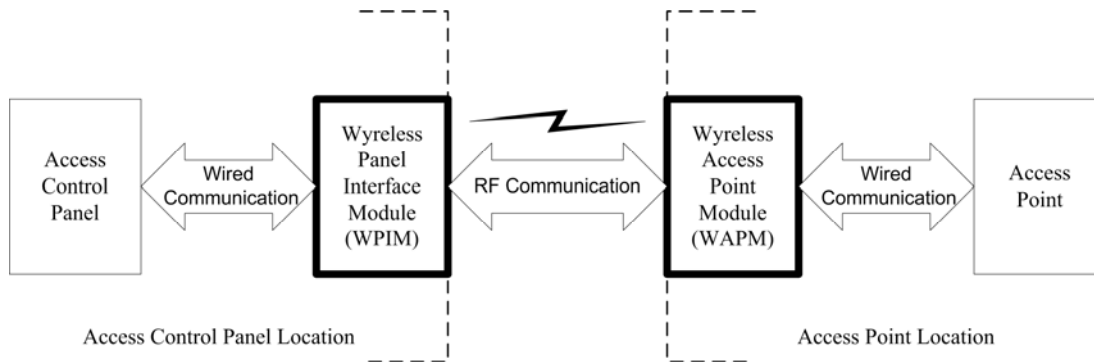 Access
Control
Panel
Wired
Communication
Wyreless
Panel
Interface
Module
(WPIM)
RF Communication
Wyreless
Access
Point
Module
(WAPM)
Wired
Communication
Access
Point
Access Control Panel Location
Access Point Location